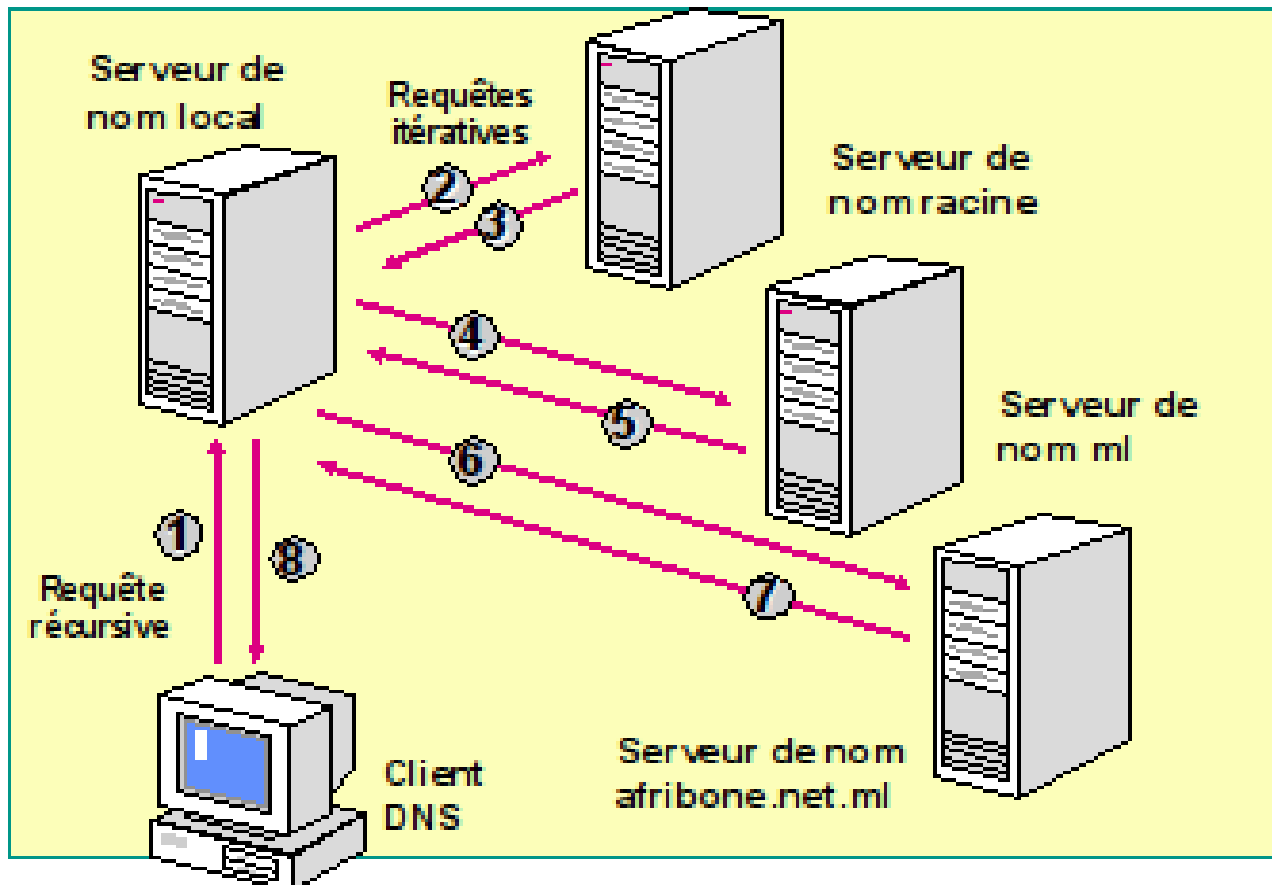 Serveur de
nom local
Requêtes
itératives
Serveur de
nom racine
2
3
4
5
Serveur de
nom ml
6
7
1
8
Requête
récursive
Client
DNS
Serveur de nom
afribone.net.ml